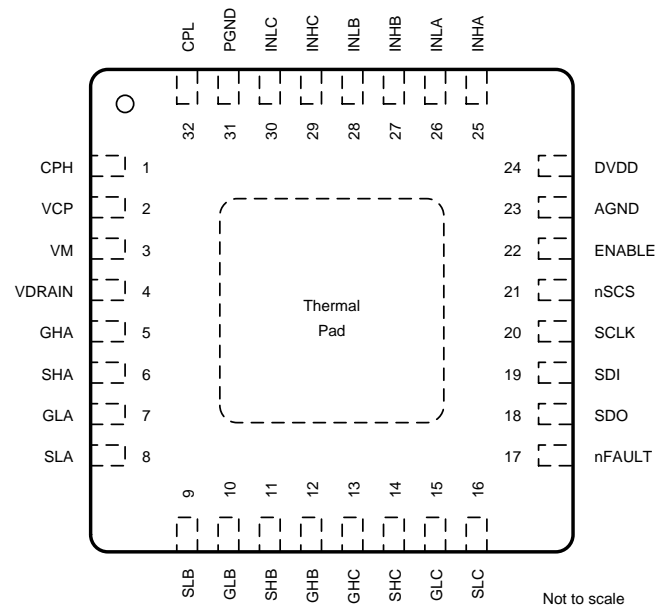 CPL PGND INLC INHC INLB INHB INLA INHA
32 31 30 29 28 27 26 25
CPH 1 24 DVDD
VCP 2 23 AGND
VM 3 22 ENABLE
VDRAIN 4 21 nSCS
GHA 5 20 SCLK
SHA 6 19 SDI
GLA 7 18 SDO
SLA 8 17 nFAULT
Thermal
Pad
9 10 11 12 13 14 15 16
SLB GLB SHB GHB GHC SHC GLC SLC
Not to scale